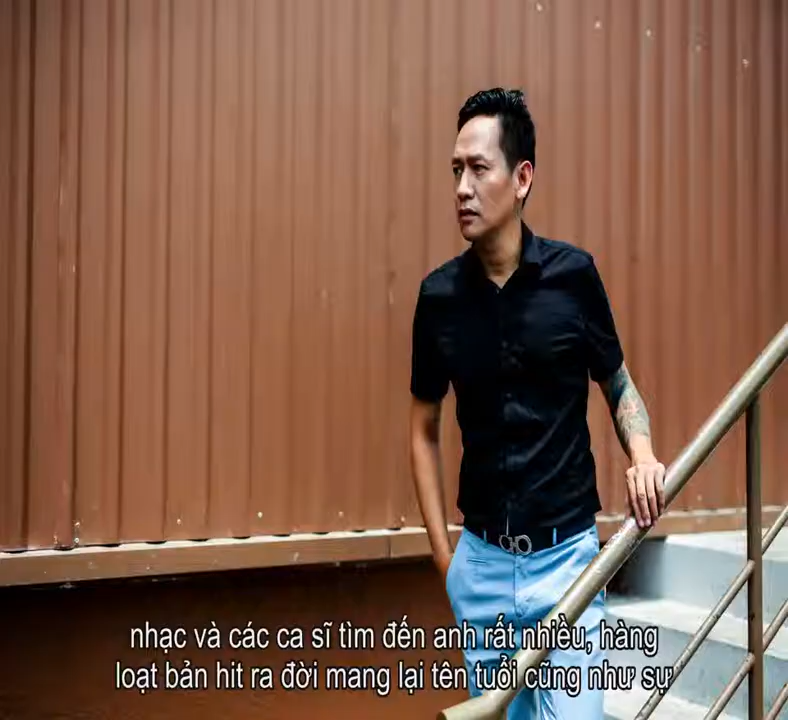 nhạc và các ca sĩ tìm đến anh rất nhiều, hàng
loạt bản hit ra đời mang lại tên tuổi cũng như sự